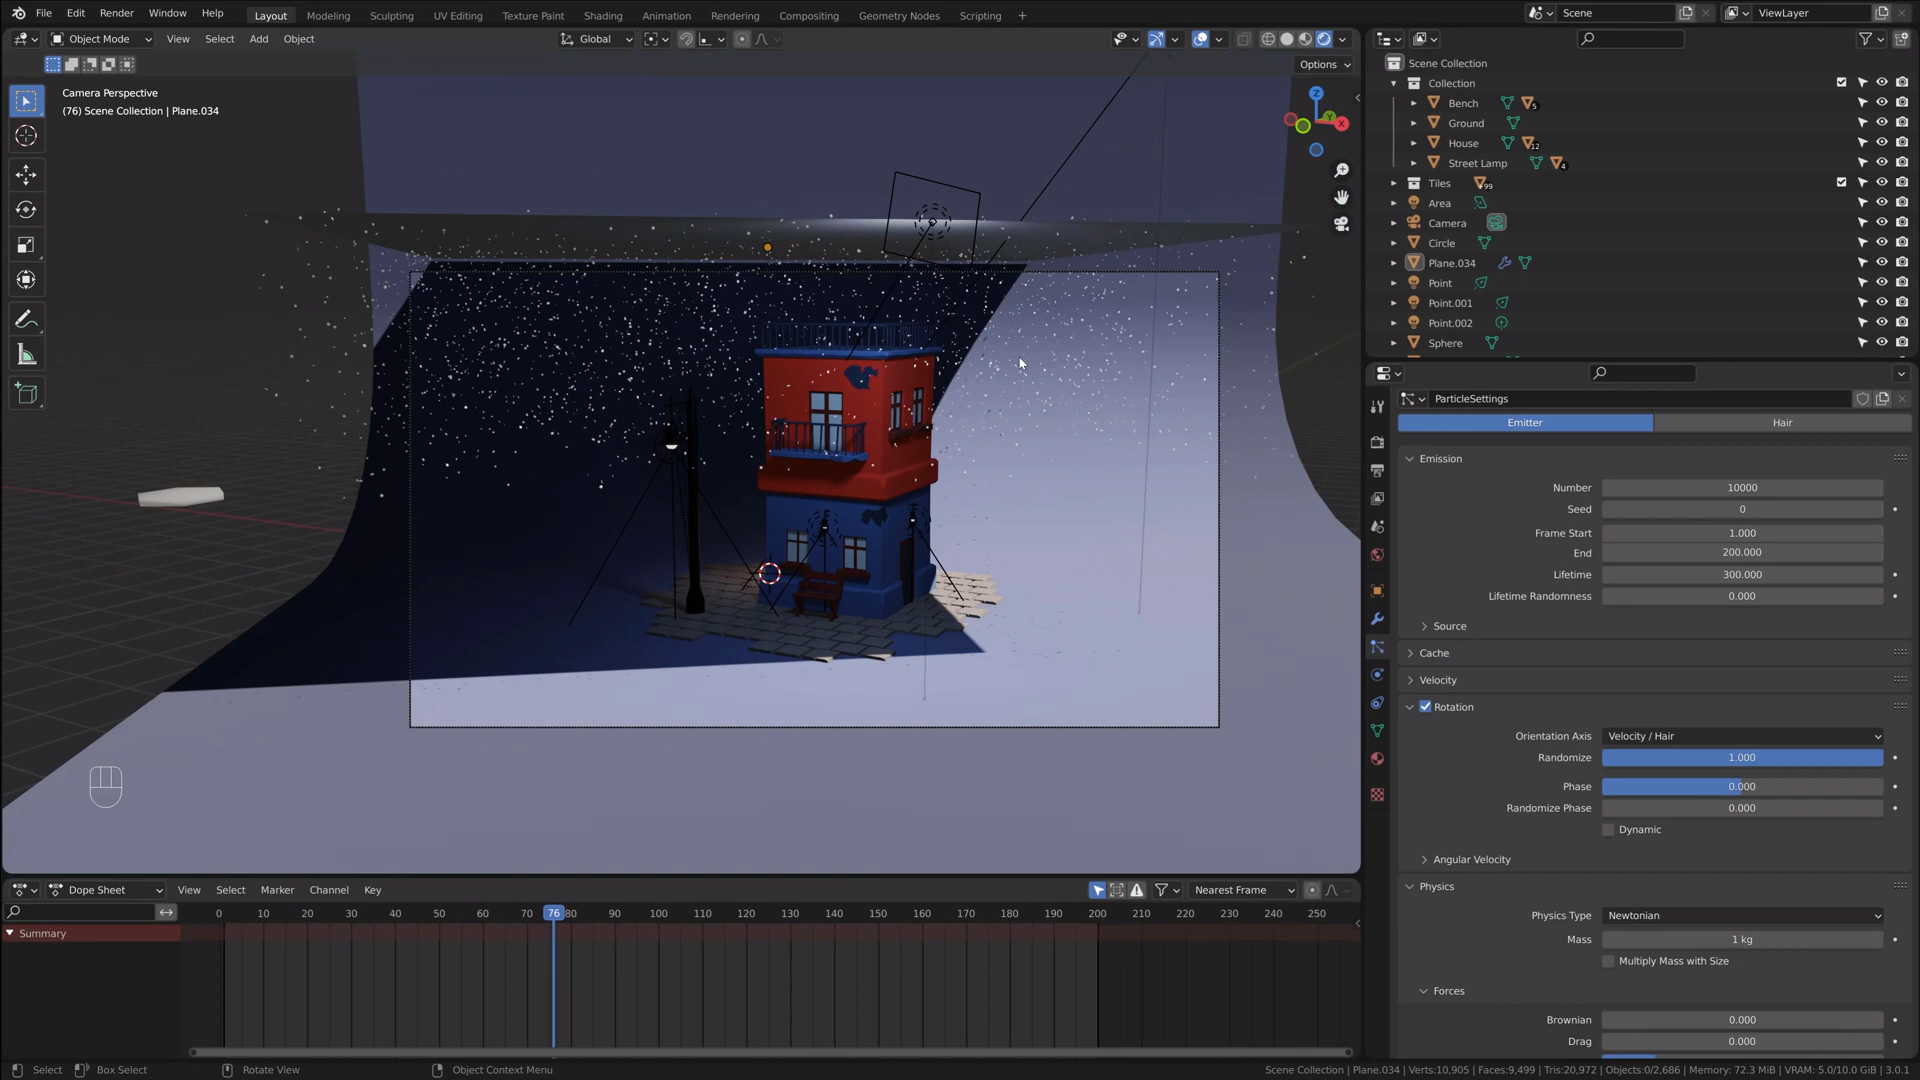 File Edit Render Window Help Layout Modeling Sculpting UV Editing Texture Paint Shading Animation Rendering Compositing Geometry Nodes Scripting + Scene ViewLayer
Object Mode View Select Add Object Global
Options
Camera Perspective
(76) Scene Collection | Plane.034
Z
Y
X
Scene Collection
Collection
Bench 5
Ground
House 12
Street Lamp 4
Tiles 99
Area
Camera
Circle
Plane.034
Point
Point.001
Point.002
Sphere
ParticleSettings
Emitter Hair
Emission
Number 10000
Seed 0
Frame Start 1.000
End 200.000
Lifetime 300.000
Lifetime Randomness 0.000
Source
Cache
Velocity
Rotation
Orientation Axis Velocity / Hair
Randomize 1.000
Phase 0.000
Randomize Phase 0.000
Dynamic
Angular Velocity
Physics
Physics Type Newtonian
Mass 1 kg
Multiply Mass with Size
Forces
Brownian 0.000
Drag 0.000
Dope Sheet View Select Marker Channel Key Nearest Frame
0 10 20 30 40 50 60 70 76 80 90 100 110 120 130 140 150 160 170 180 190 200 210 220 230 240 250
Summary
Select Box Select Rotate View Object Context Menu Scene Collection | Plane.034 | Verts:10,905 | Faces:9,499 | Tris:20,972 | Objects:0/2,686 | Memory: 72.3 MiB | VRAM: 5.0/10.0 GiB | 3.0.1